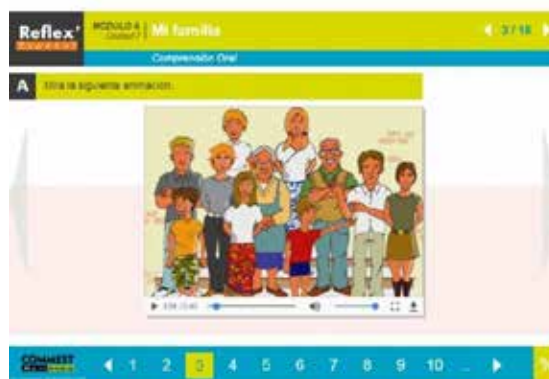 Reflex'
MÓDULO 4
Mi familia
3 / 18
Comprensión Oral
A
Mira la siguiente animación.
COMMEST
1 2 3 4 5 6 7 8 9 10 ...